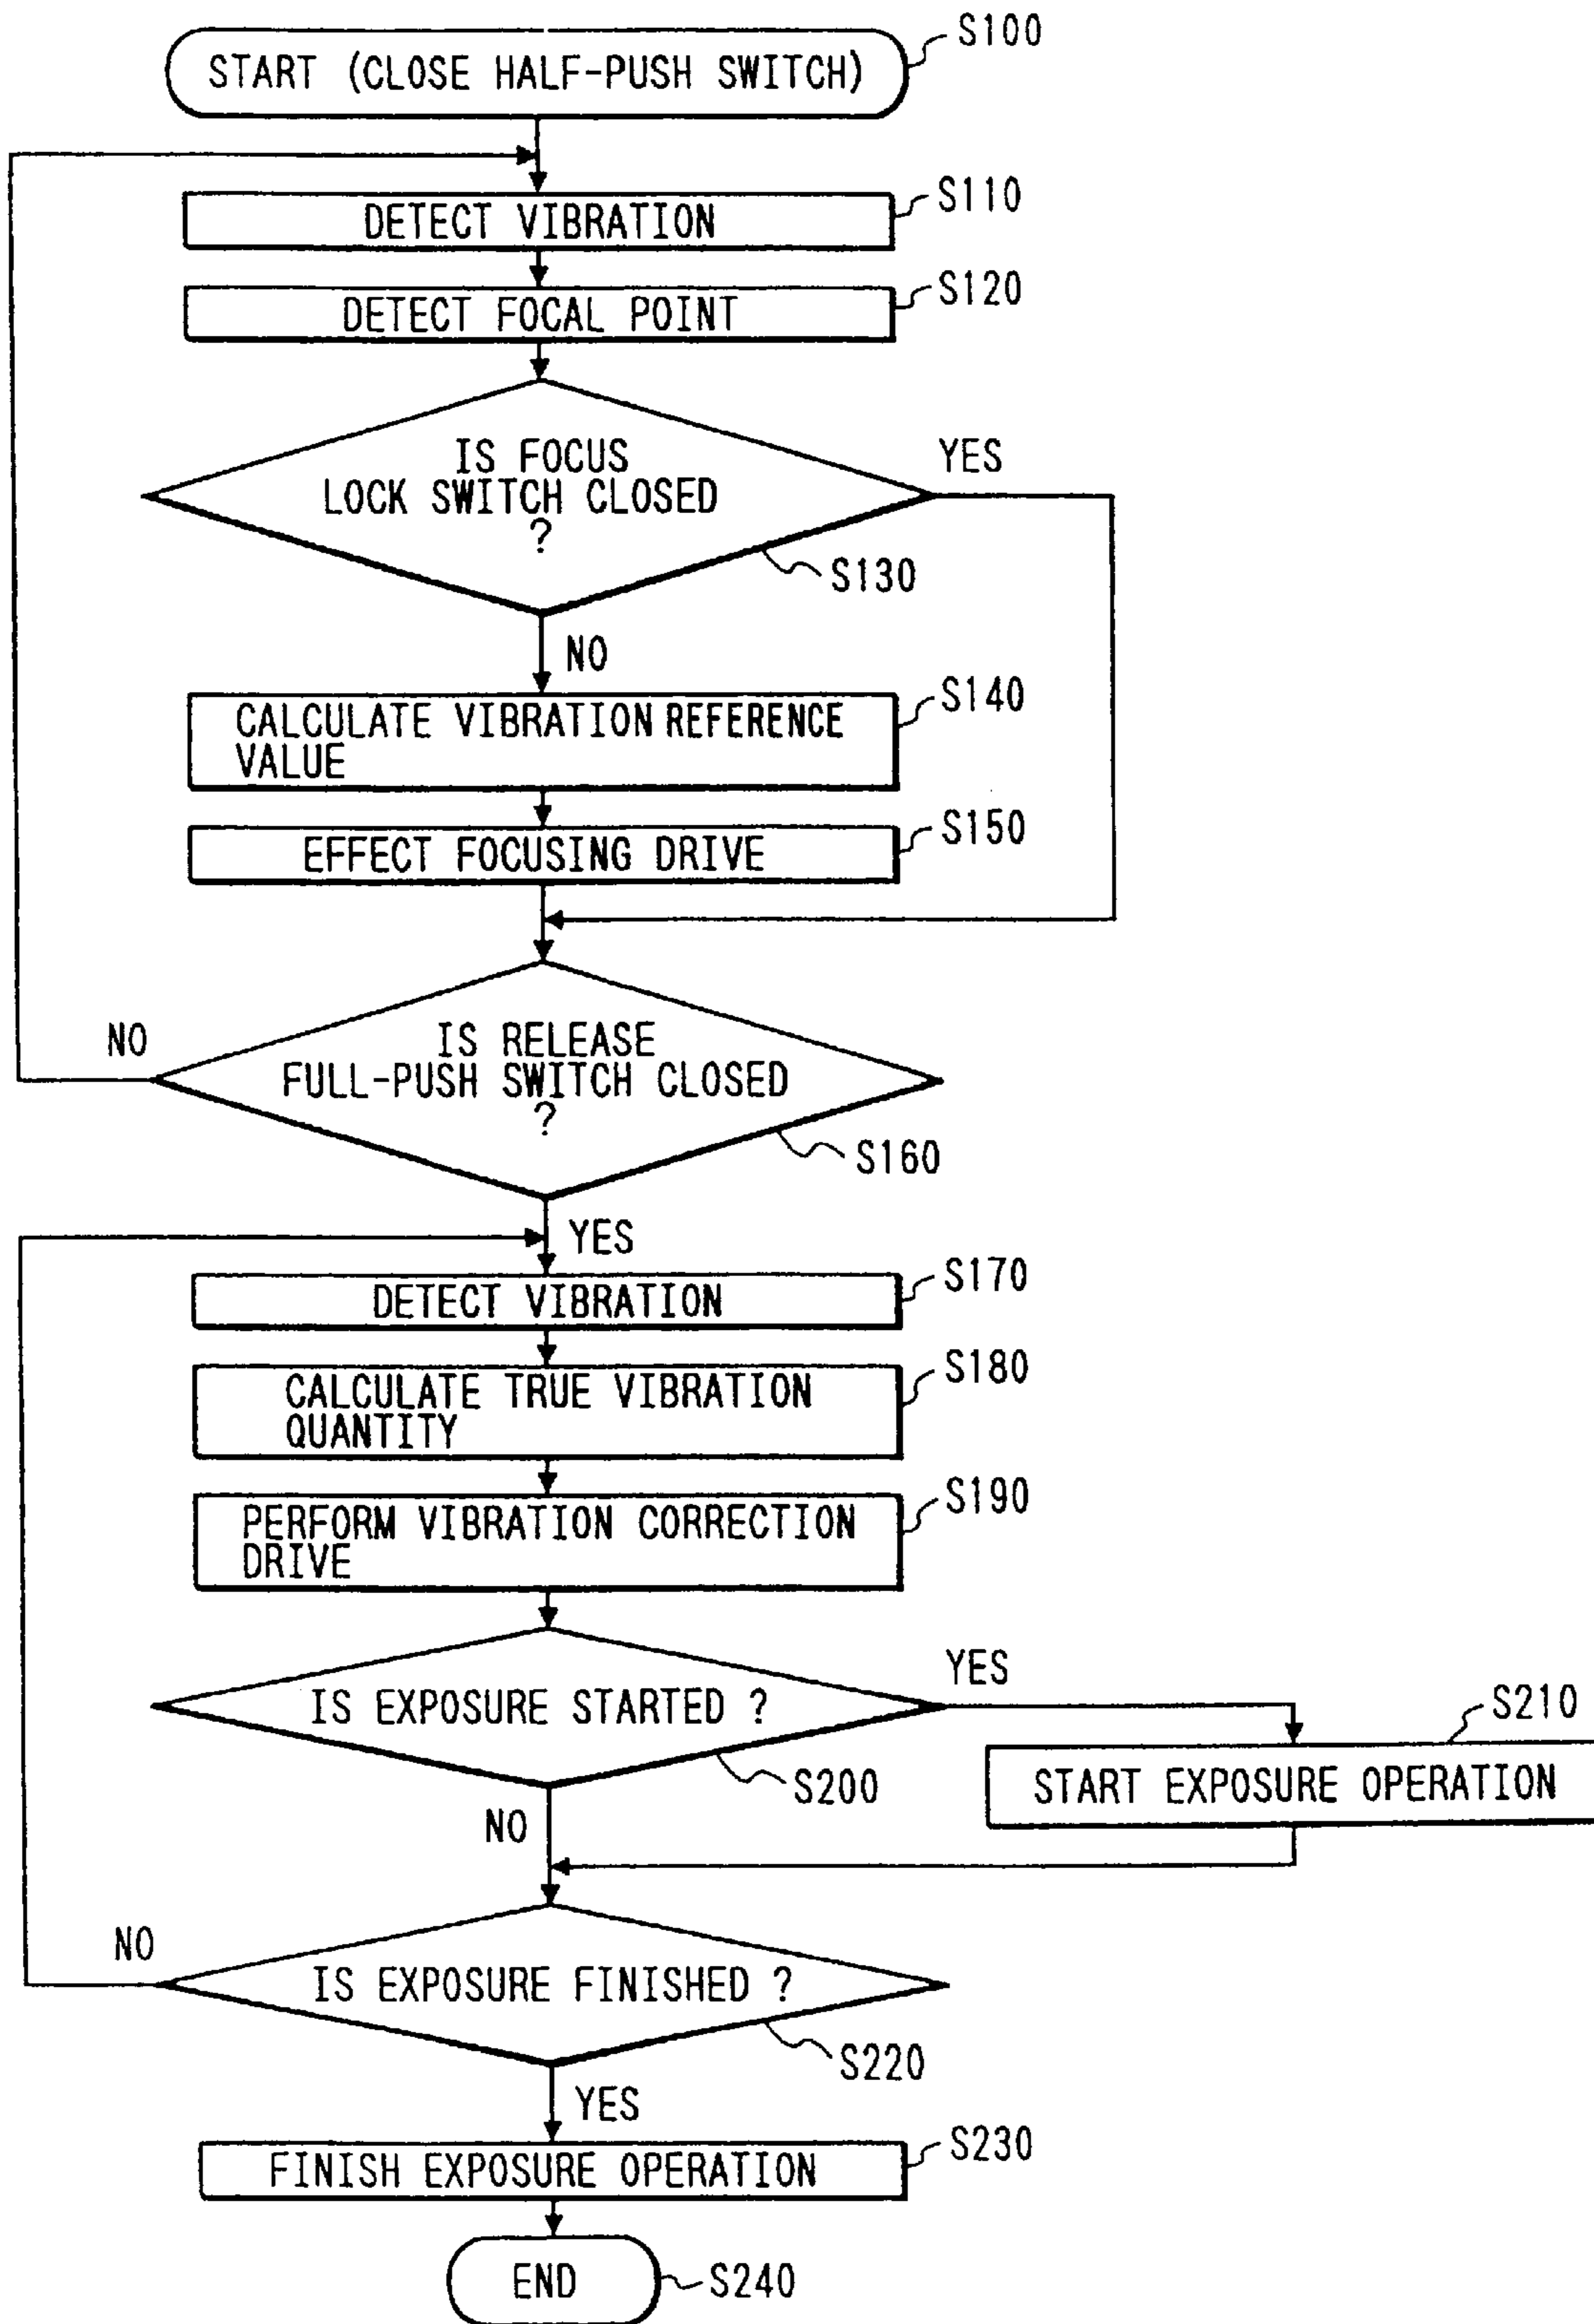 S100
START (CLOSE HALF-PUSH SWITCH)
S110
DETECT VIBRATION
S120
DETECT FOCAL POINT
IS FOCUS
LOCK SWITCH CLOSED
?
YES
S130
NO
S140
CALCULATE VIBRATION REFERENCE
VALUE
S150
EFFECT FOCUSING DRIVE
NO
IS RELEASE
FULL-PUSH SWITCH CLOSED
?
S160
YES
S170
DETECT VIBRATION
S180
CALCULATE TRUE VIBRATION
QUANTITY
S190
PERFORM VIBRATION CORRECTION
DRIVE
YES
IS EXPOSURE STARTED ?
S210
S200
START EXPOSURE OPERATION
NO
NO
IS EXPOSURE FINISHED ?
S220
YES
S230
FINISH EXPOSURE OPERATION
END
S240